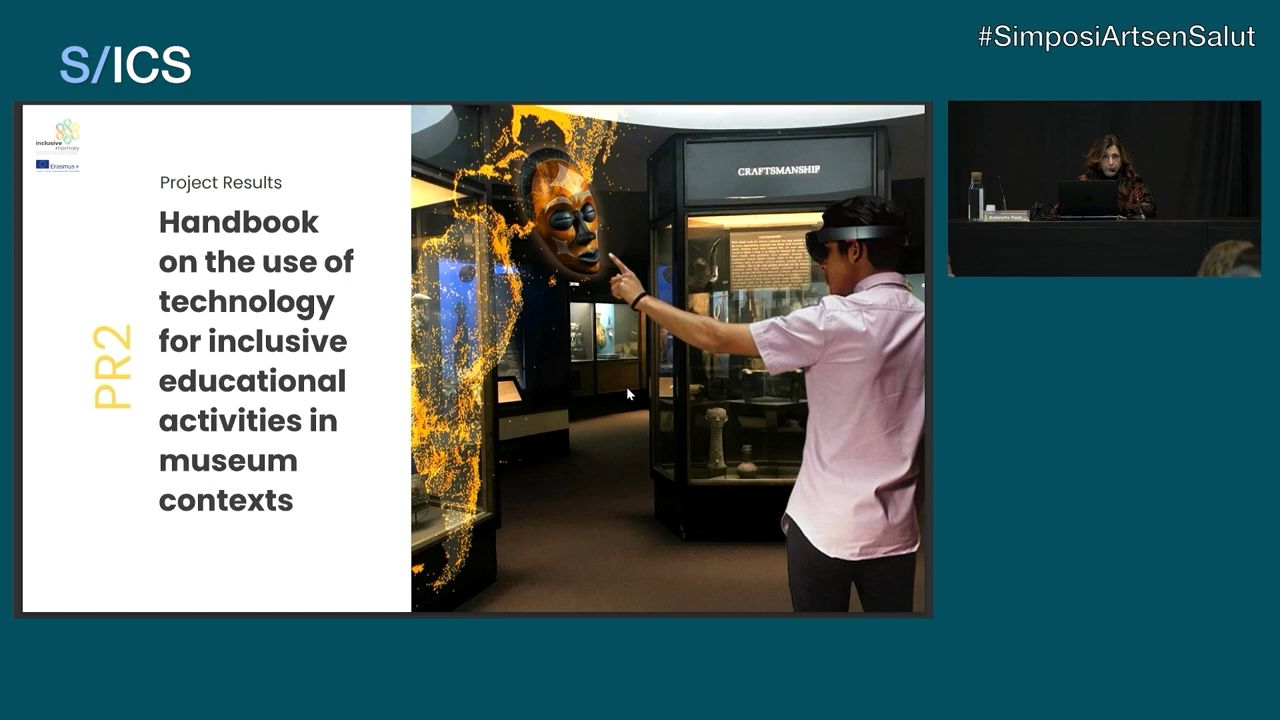 S/ICS
#SimposiArtsenSalut
inclusive
memory
Erasmus+
Project Results
PR2
Handbook
on the use of
technology
for inclusive
educational
activities in
museum
contexts
CRAFTSMANSHIP